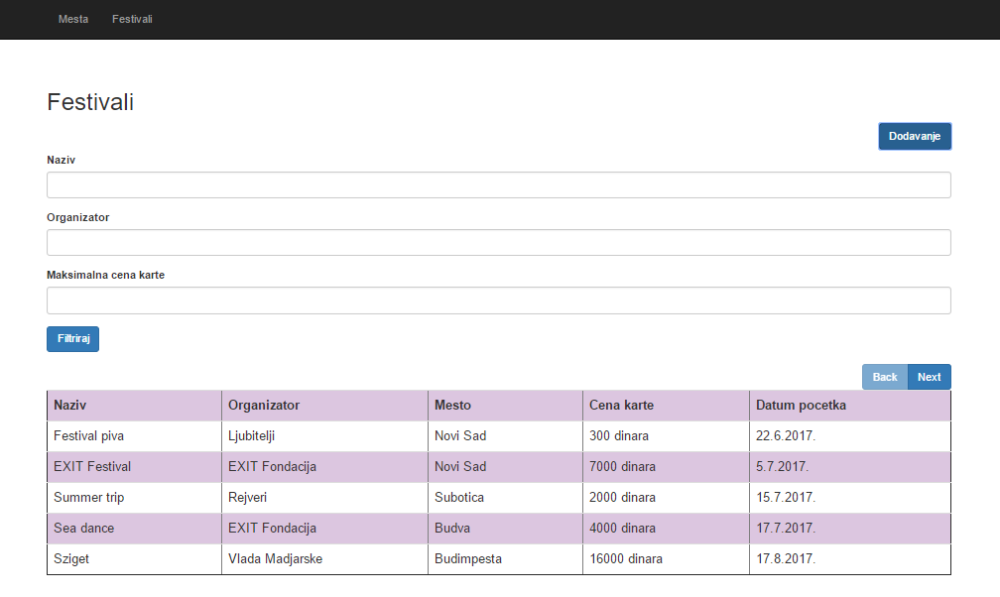 Mesta Festivali
Festivali
Dodavanje
Naziv
Organizator
Maksimalna cena karte
Filtriraj
Back Next
Naziv Organizator Mesto Cena karte Datum pocetka
Festival piva Ljubitelji Novi Sad 300 dinara 22.6.2017.
EXIT Festival EXIT Fondacija Novi Sad 7000 dinara 5.7.2017.
Summer trip Rejveri Subotica 2000 dinara 15.7.2017.
Sea dance EXIT Fondacija Budva 4000 dinara 17.7.2017.
Sziget Vlada Madjarske Budimpesta 16000 dinara 17.8.2017.